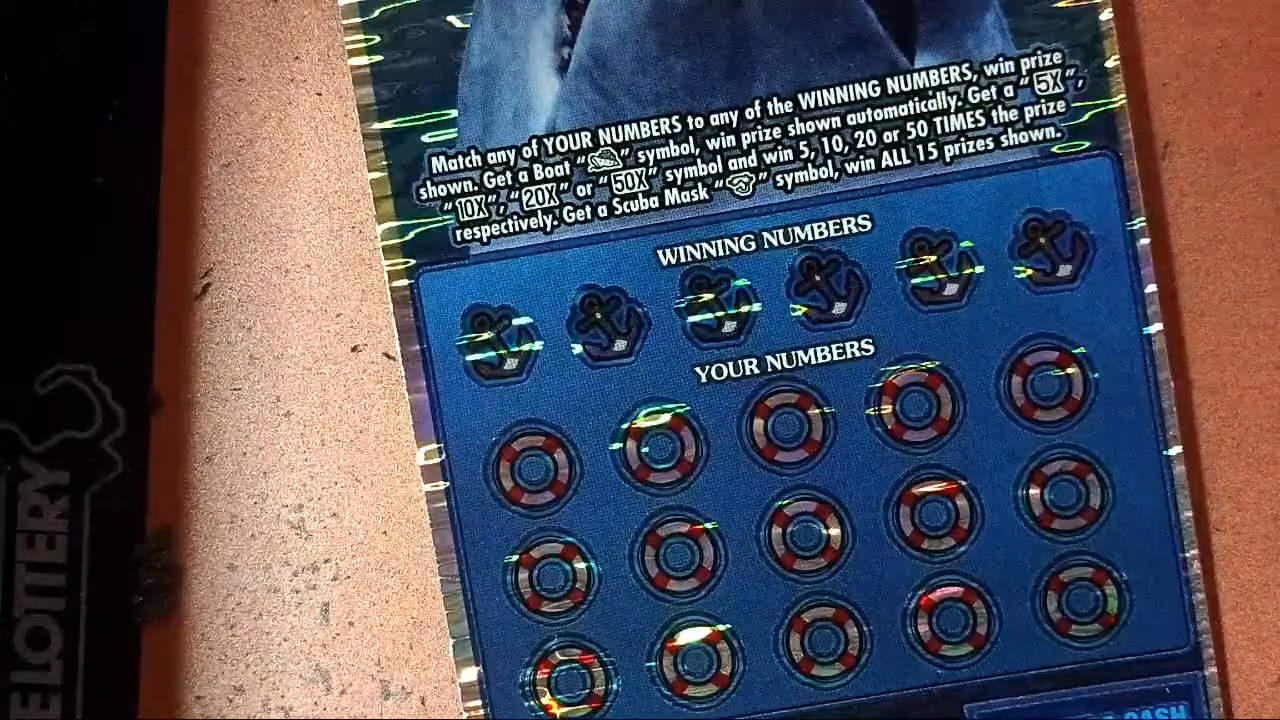 Match any of YOUR NUMBERS to any of the WINNING NUMBERS, win prize
shown. Get a Boat " " symbol, win prize shown automatically. Get a "5X",
"10X", "20X" or "50X" symbol and win 5, 10, 20 or 50 TIMES the prize
respectively. Get a Scuba Mask " " symbol, win ALL 15 prizes shown.
WINNING NUMBERS
YOUR NUMBERS
CASH
E LOTTERY